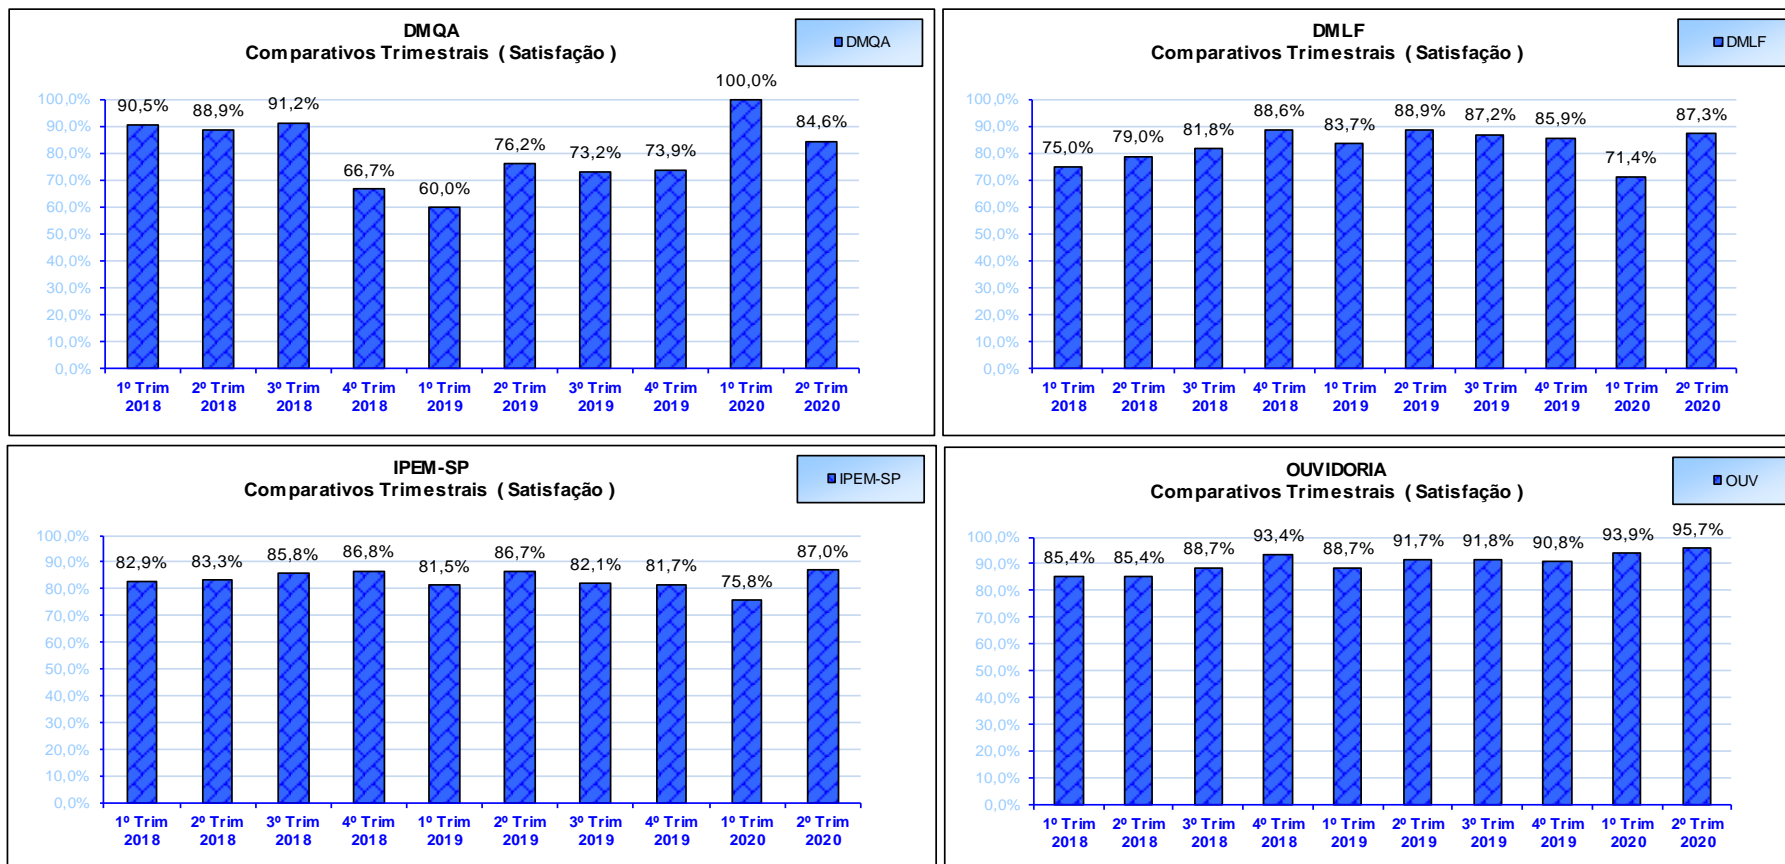 DMQA
Comparativos Trimestrais ( Satisfação )
DMQA
100,0%
90,0%
80,0%
70,0%
60,0%
50,0%
40,0%
30,0%
20,0%
10,0%
0,0%
90,5% 88,9% 91,2% 66,7% 60,0% 76,2% 73,2% 73,9% 100,0% 84,6%
1º Trim 2º Trim 3º Trim 4º Trim 1º Trim 2º Trim 3º Trim 4º Trim 1º Trim 2º Trim
2018 2018 2018 2018 2019 2019 2019 2019 2020 2020
DMLF
Comparativos Trimestrais ( Satisfação )
DMLF
100,0%
90,0%
80,0%
70,0%
60,0%
50,0%
40,0%
30,0%
20,0%
10,0%
0,0%
75,0% 79,0% 81,8% 88,6% 83,7% 88,9% 87,2% 85,9% 71,4% 87,3%
1º Trim 2º Trim 3º Trim 4º Trim 1º Trim 2º Trim 3º Trim 4º Trim 1º Trim 2º Trim
2018 2018 2018 2018 2019 2019 2019 2019 2020 2020
IPEM-SP
Comparativos Trimestrais ( Satisfação )
IPEM-SP
100,0%
90,0%
80,0%
70,0%
60,0%
50,0%
40,0%
30,0%
20,0%
10,0%
0,0%
82,9% 83,3% 85,8% 86,8% 81,5% 86,7% 82,1% 81,7% 75,8% 87,0%
1º Trim 2º Trim 3º Trim 4º Trim 1º Trim 2º Trim 3º Trim 4º Trim 1º Trim 2º Trim
2018 2018 2018 2018 2019 2019 2019 2019 2020 2020
OUVIDORIA
Comparativos Trimestrais ( Satisfação )
OUV
100,0%
90,0%
80,0%
70,0%
60,0%
50,0%
40,0%
30,0%
20,0%
10,0%
0,0%
85,4% 85,4% 88,7% 93,4% 88,7% 91,7% 91,8% 90,8% 93,9% 95,7%
1º Trim 2º Trim 3º Trim 4º Trim 1º Trim 2º Trim 3º Trim 4º Trim 1º Trim 2º Trim
2018 2018 2018 2018 2019 2019 2019 2019 2020 2020